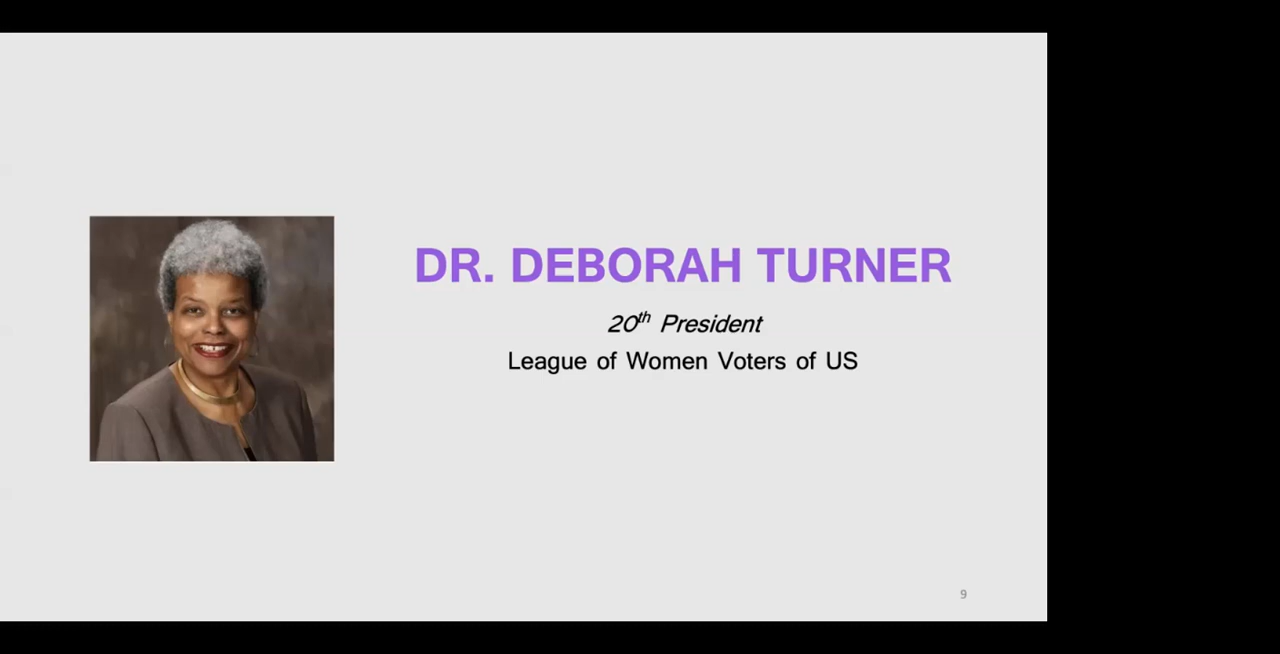 DR. DEBORAH TURNER
20th President
League of Women Voters of US
9